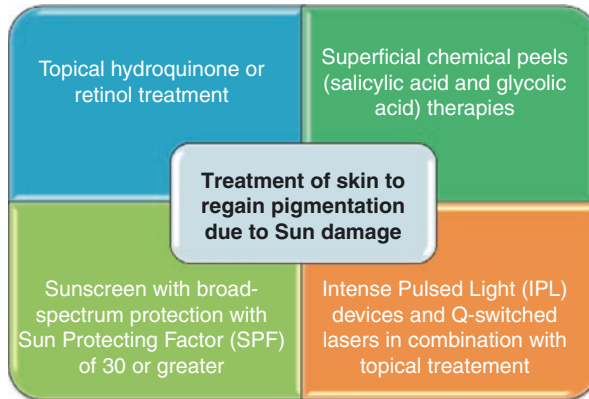 Topical hydroquinone or
retinol treatment
Superficial chemical peels
(salicylic acid and glycolic
acid) therapies
Treatment of skin to
regain pigmentation
due to Sun damage
Sunscreen with broad-
spectrum protection with
Sun Protecting Factor (SPF)
of 30 or greater
Intense Pulsed Light (IPL)
devices and Q-switched
lasers in combination with
topical treatement